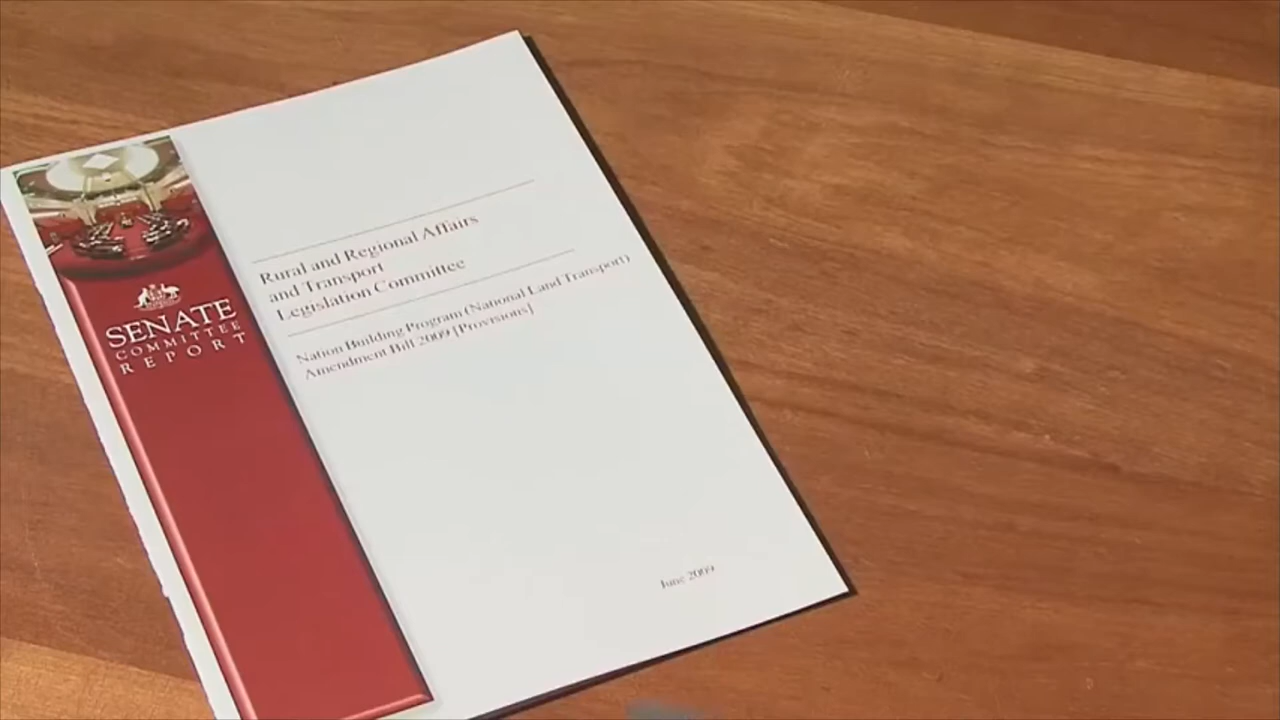 SENATE
COMMITTEE
REPORT
Rural and Regional Affairs
and Transport
Legislation Committee
Nation Building Program (National Land Transport)
Amendment Bill 2009 [Provisions]
June 2009